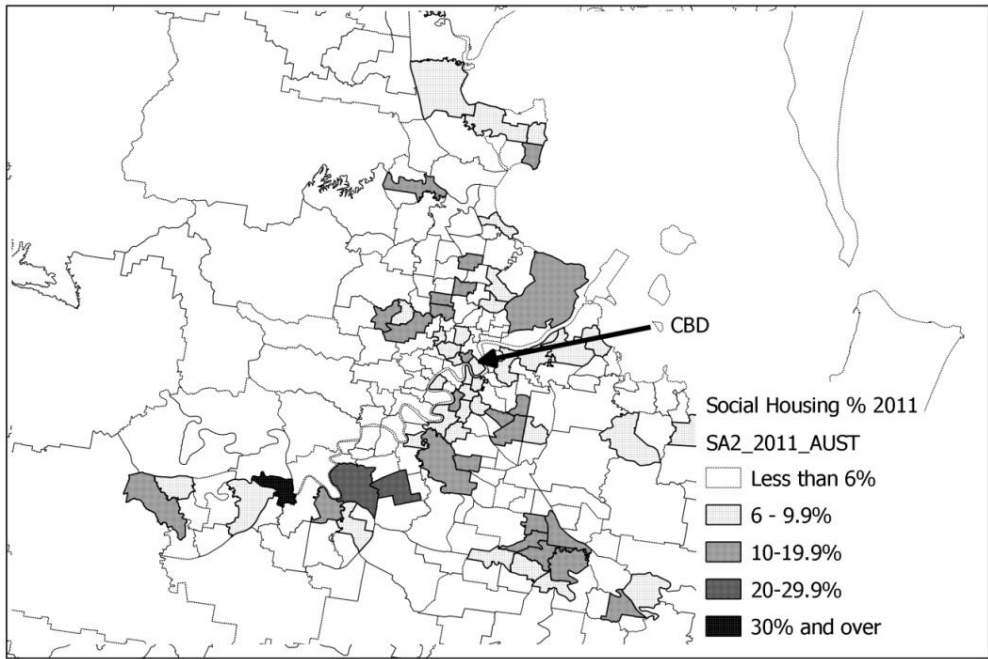 CBD
Social Housing % 2011
SA2_2011_AUST
Less than 6%
6 - 9.9%
10-19.9%
20-29.9%
30% and over